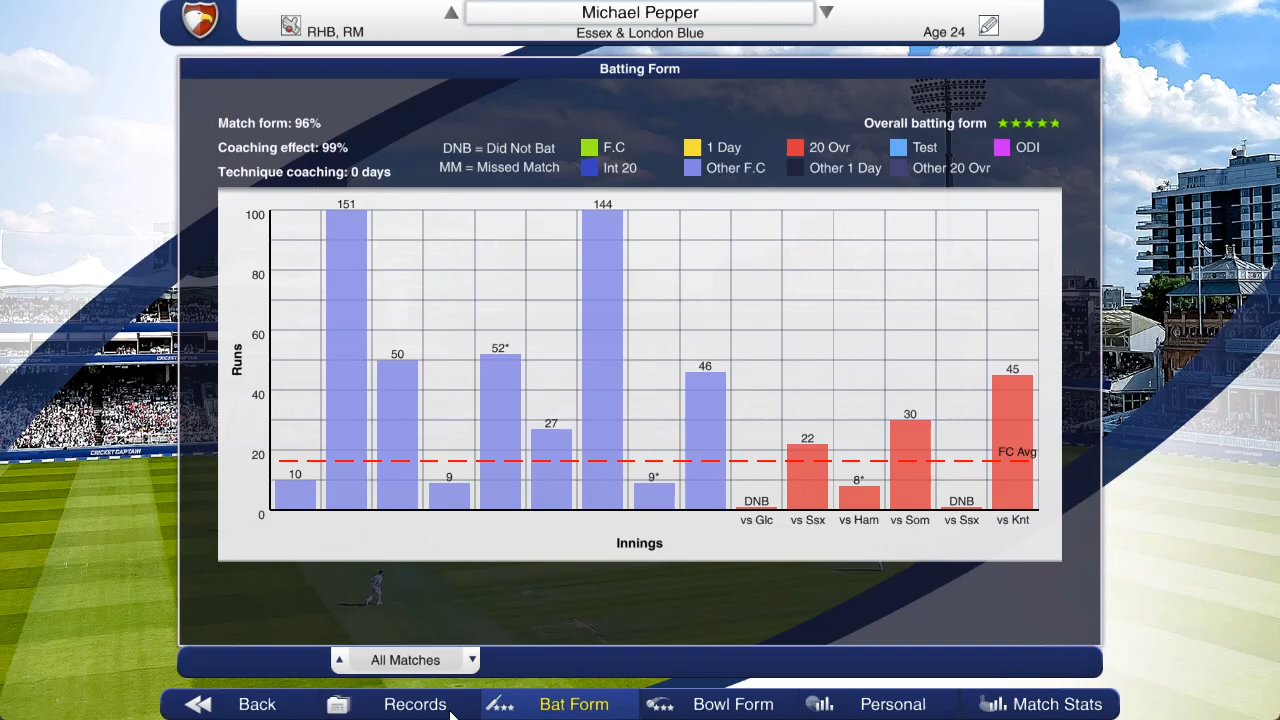 Michael Pepper
RHB, RM
Essex & London Blue
Age 24
Batting Form
Match form: 96%
Overall batting form
Coaching effect: 99%
DNB = Did Not Bat
F.C
1 Day
20 Ovr
Test
ODI
MM = Missed Match
Int 20
Other F.C
Other 1 Day
Other 20 Ovr
Technique coaching: 0 days
Runs
100
80
60
40
20
0
10
151
50
9
52*
27
144
9*
46
DNB
22
8*
30
DNB
45
FC Avg
vs Glc
vs Ssx
vs Ham
vs Som
vs Ssx
vs Knt
Innings
CRICKET CAPTAIN
CRICKET CAPTAIN
All Matches
Back
Records
Bat Form
Bowl Form
Personal
Match Stats